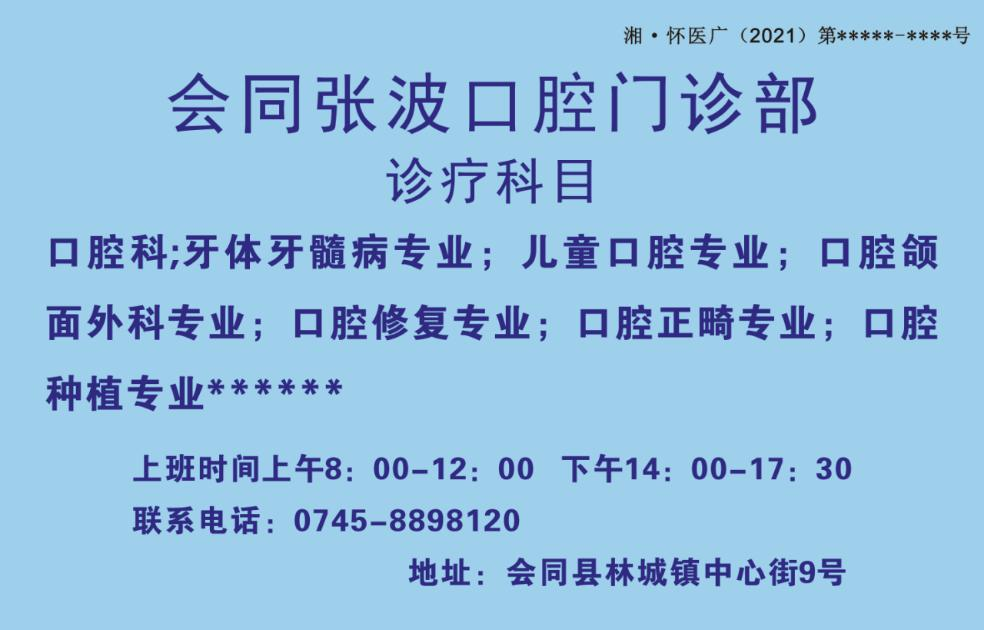 湘·怀医广（2021）第*****-****号
会同张波口腔门诊部
诊疗科目
口腔科;牙体牙髓病专业；儿童口腔专业；口腔颌
面外科专业；口腔修复专业；口腔正畸专业；口腔
种植专业******
上班时间上午8：00-12：00 下午14：00-17：30
联系电话：0745-8898120
地址：会同县林城镇中心街9号